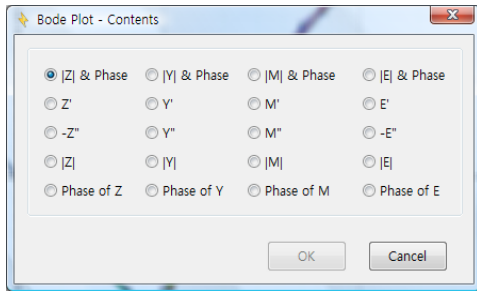 Bode Plot - Contents
|Z| & Phase |Y| & Phase |M| & Phase |E| & Phase
Z' Y' M' E'
-Z" Y" M" -E"
|Z| |Y| |M| |E|
Phase of Z Phase of Y Phase of M Phase of E
OK Cancel